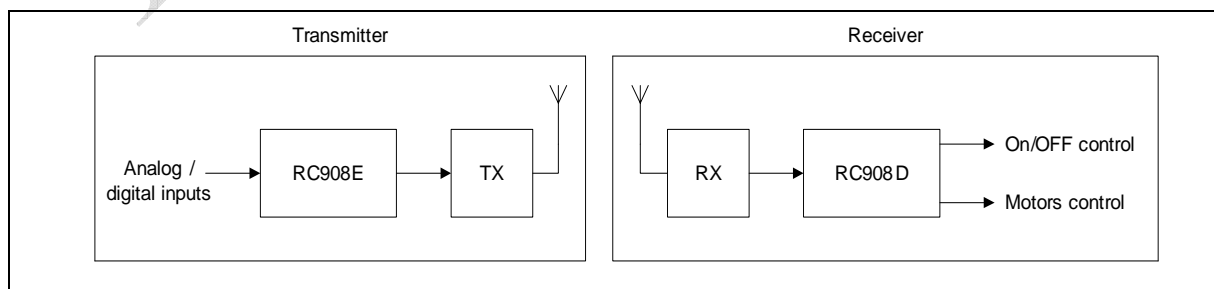 Transmitter
Receiver
Analog /
digital inputs
RC908E
TX
RX
RC908D
On/OFF control
Motors control